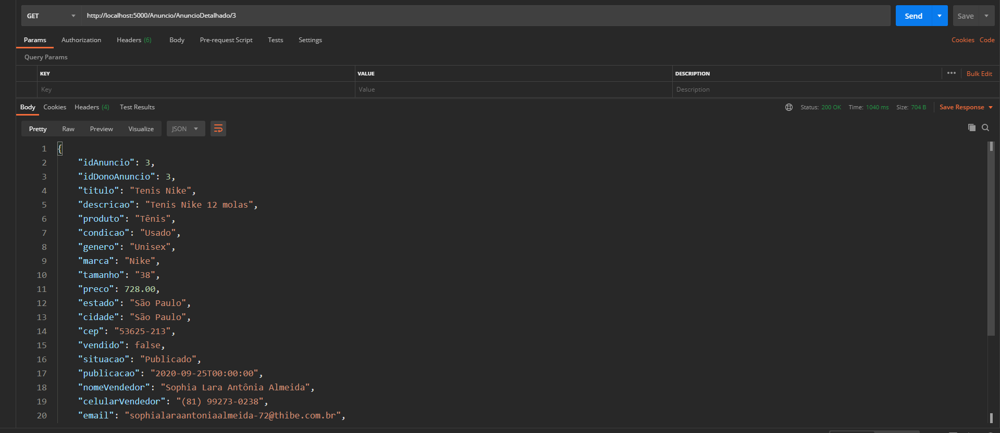 GET http://localhost:5000/Anuncio/AnuncioDetalhado/3 Send Save
Params Authorization Headers (6) Body Pre-request Script Tests Settings Cookies Code
Query Params
KEY VALUE DESCRIPTION ••• Bulk Edit
Key Value Description
Body Cookies Headers (4) Test Results Status: 200 OK Time: 1040 ms Size: 704 B Save Response
Pretty Raw Preview Visualize JSON
1 {
2 "idAnuncio": 3,
3 "idDonoAnuncio": 3,
4 "titulo": "Tenis Nike",
5 "descricao": "Tenis Nike 12 molas",
6 "produto": "Tênis",
7 "condicao": "Usado",
8 "genero": "Unisex",
9 "marca": "Nike",
10 "tamanho": "38",
11 "preco": 728.00,
12 "estado": "São Paulo",
13 "cidade": "São Paulo",
14 "cep": "53625-213",
15 "vendido": false,
16 "situacao": "Publicado",
17 "publicacao": "2020-09-25T00:00:00",
18 "nomeVendedor": "Sophia Lara Antônia Almeida",
19 "celularVendedor": "(81) 99273-0238",
20 "email": "sophialaraantoniaalmeida-72@thibe.com.br",